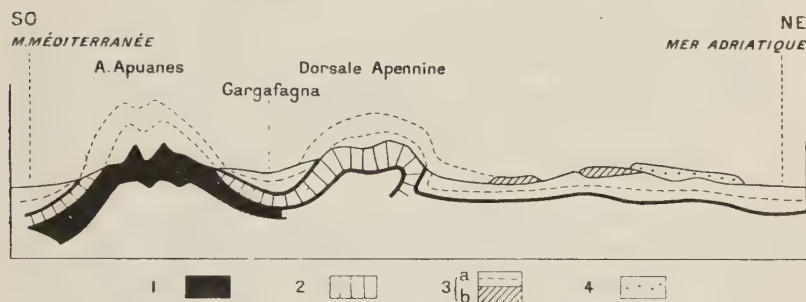 SO
NE
M.MÉDITERRANÉE
MER ADRIATIQUE
A. Apuanes
Dorsale Apennine
Gargafagna
1
2
3 a
b
4